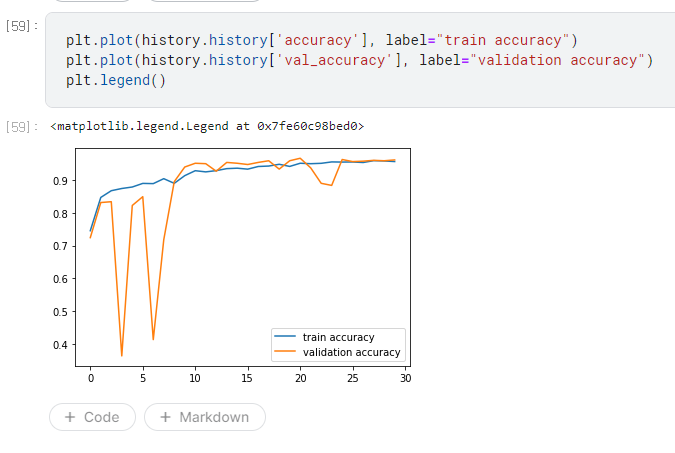 [59]:
plt.plot(history.history['accuracy'], label="train accuracy")
plt.plot(history.history['val_accuracy'], label="validation accuracy")
plt.legend()
[59]: <matplotlib.legend.Legend at 0x7fe60c98bed0>
0.9
0.8
0.7
0.6
0.5
0.4
train accuracy
validation accuracy
0 5 10 15 20 25 30
+ Code + Markdown